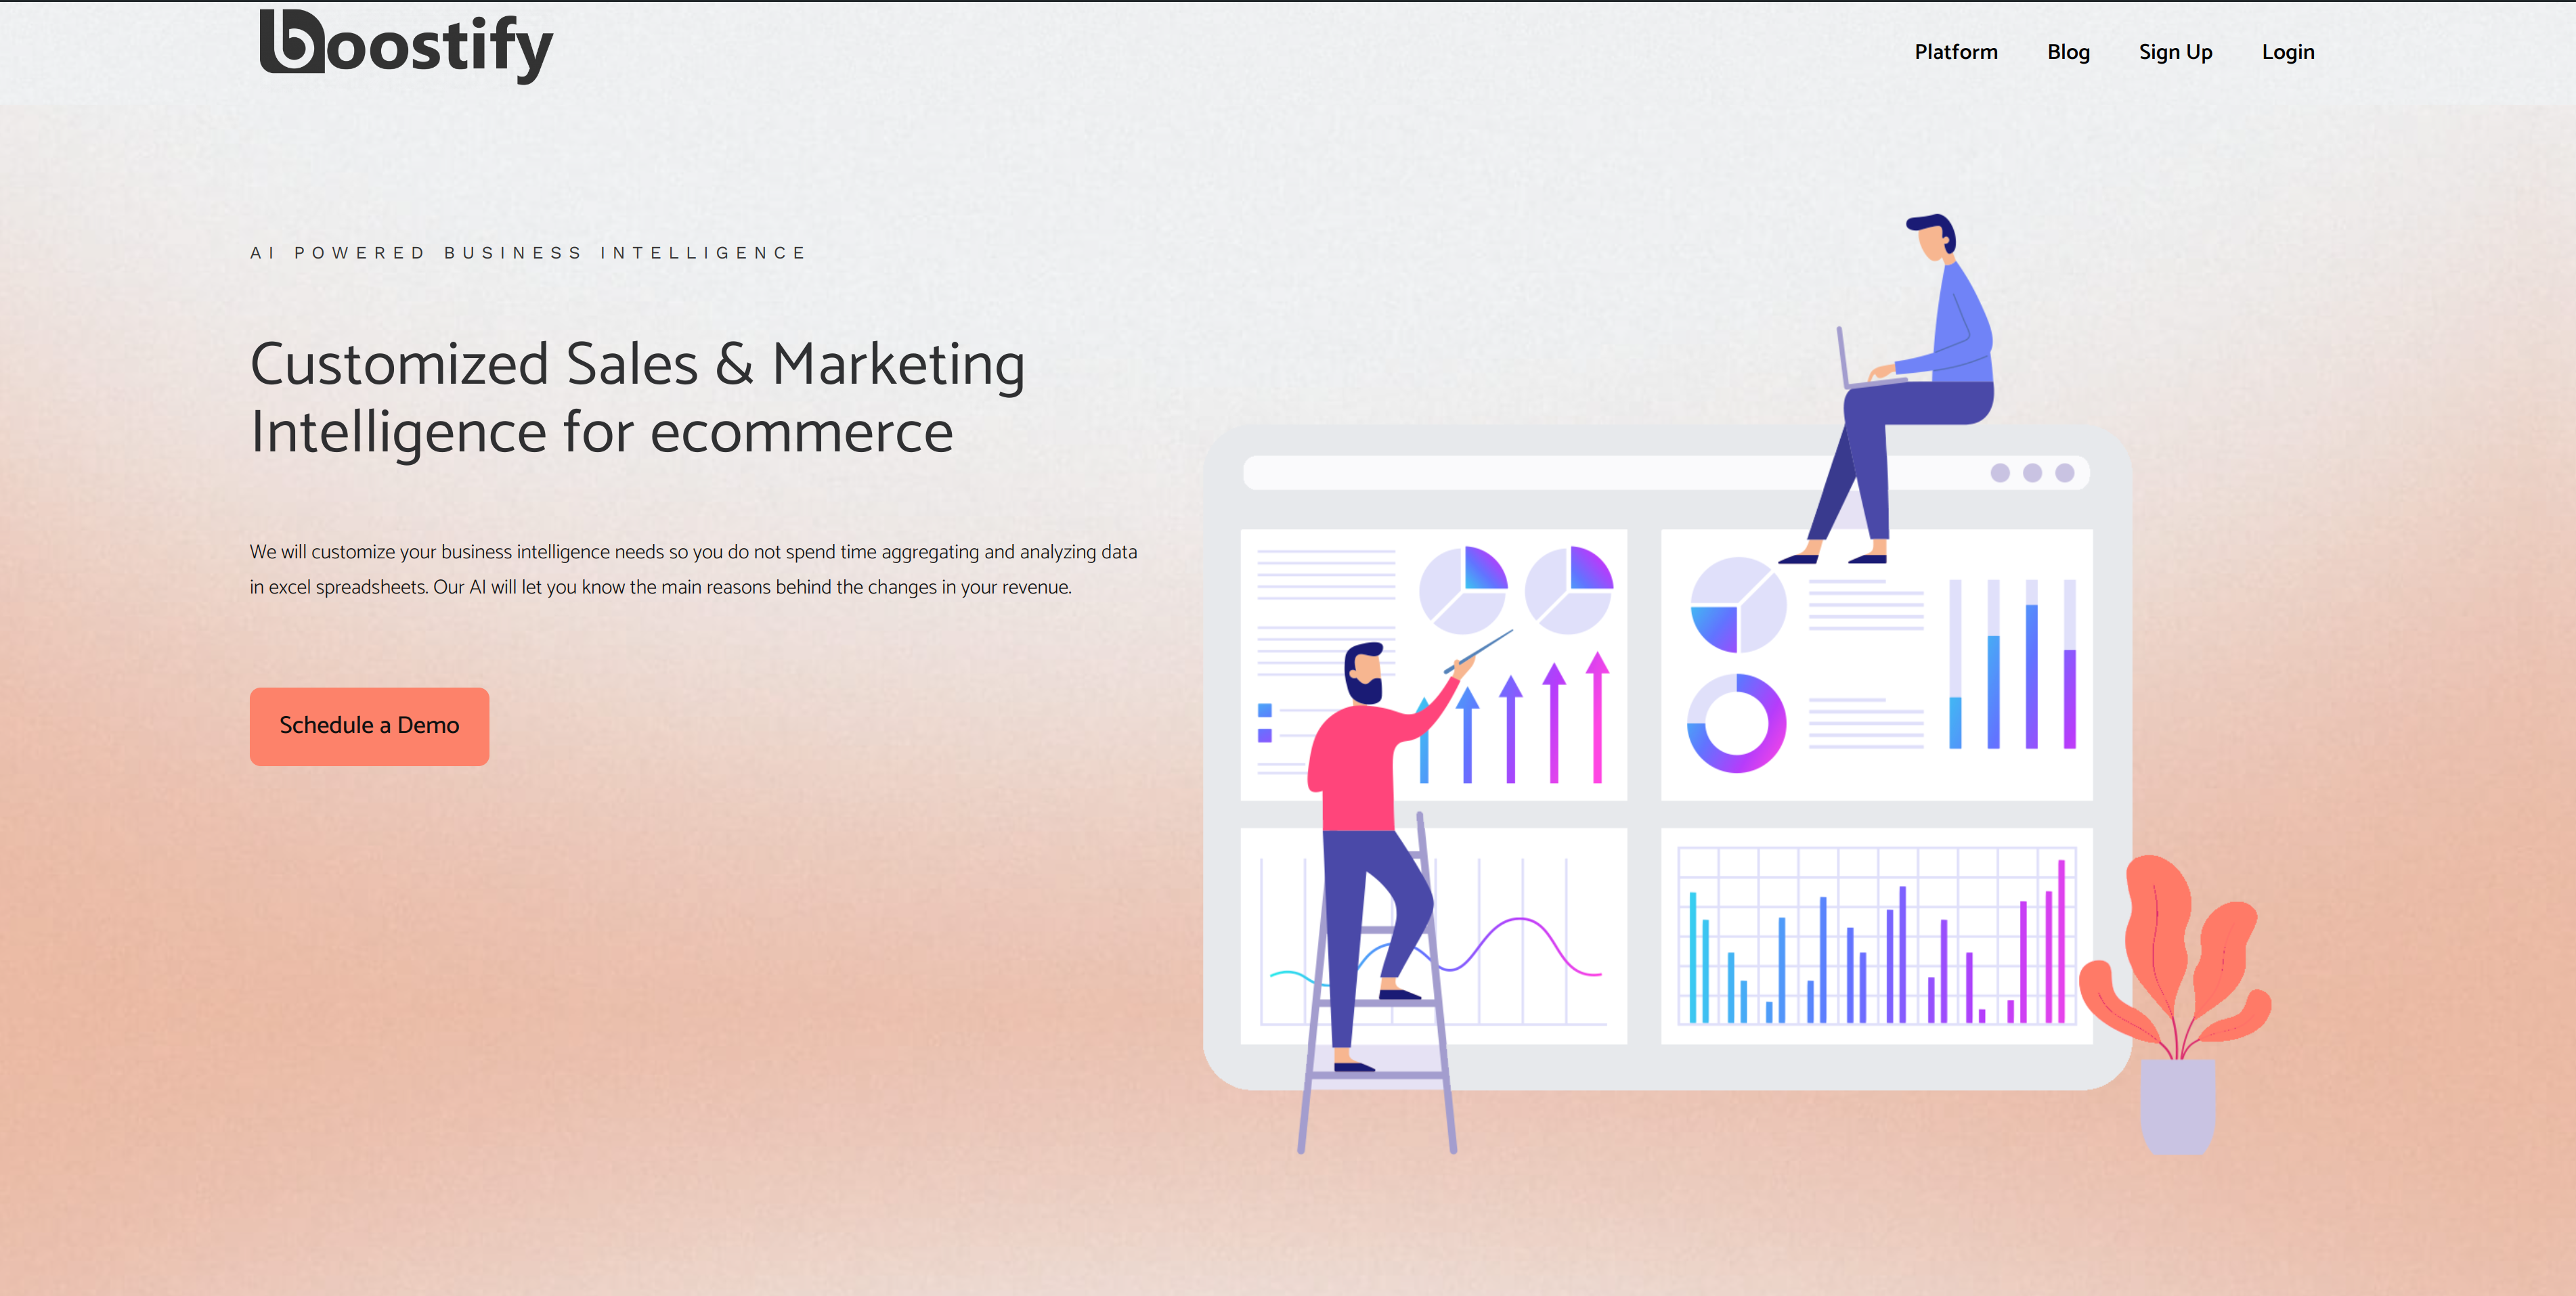 boostify
Platform
Blog
Sign Up
Login
AI POWERED BUSINESS INTELLIGENCE
Customized Sales & Marketing
Intelligence for ecommerce
We will customize your business intelligence needs so you do not spend time aggregating and analyzing data
in excel spreadsheets. Our AI will let you know the main reasons behind the changes in your revenue.
Schedule a Demo